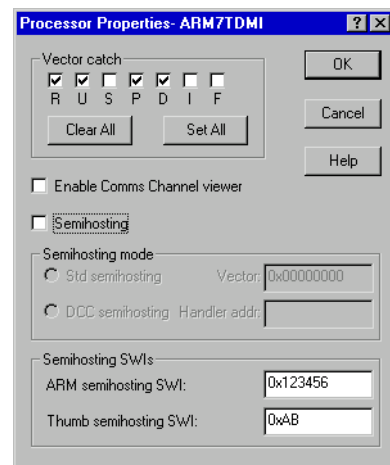 Processor Properties- ARM7TDMI
Vector catch
R U S P D I F
Clear All Set All
OK
Cancel
Help
Enable Comms Channel viewer
Semihosting
Semihosting mode
Std semihosting Vector: 0x00000000
DCC semihosting Handler addr:
Semihosting SWIs
ARM semihosting SWI: 0x123456
Thumb semihosting SWI: 0xAB